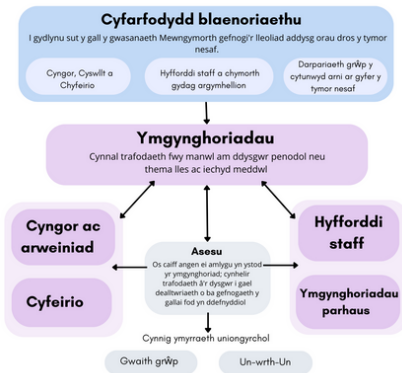 Cyfarfodydd blaenoriaethu
I gydlynu sut y gall y gwasanaeth Mewngymorth gefnogi'r lleoliad addysg orau dros y tymor
nesaf.
Cyngor, Cyswllt a
Chyfeirio
Hyfforddi staff a chymorth
gydag argymhellion
Darpariaeth grŵp y
cytunwyd arni ar gyfer y
tymor nesaf
Ymgynghoriadau
Cynnal trafodaeth fwy manwl am ddysgwr penodol neu
thema lles ac iechyd meddwl
Cyngor ac
arweiniad
Cyfeirio
Asesu
Os caiff angen ei amlygu yn ystod
yr ymgynghoriad; cynhelir
trafodaeth â'r dysgwr i gael
dealltwriaeth o ba gefnogaeth y
gallai fod yn ddefnyddiol
Hyfforddi
staff
Ymgynghoriadau
parhaus
Cynnig ymyrraeth uniongyrchol
Gwaith grŵp
Un-wrth-Un